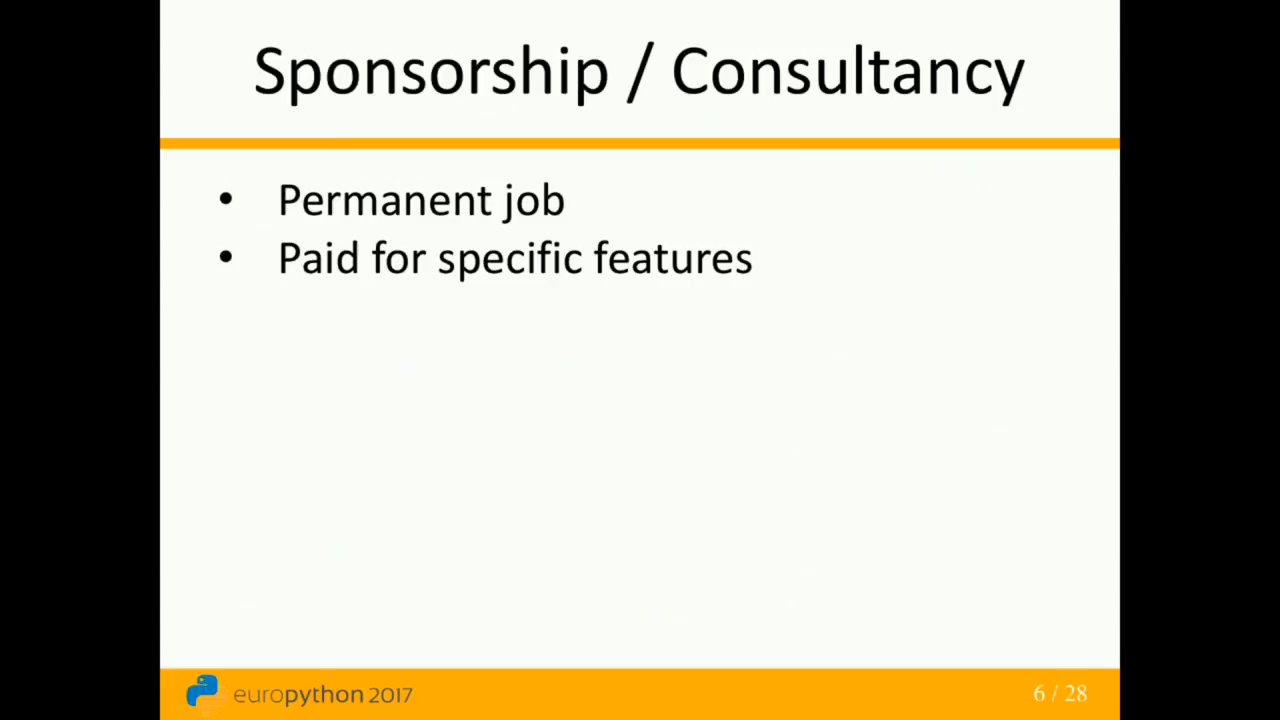 Sponsorship / Consultancy
• Permanent job
• Paid for specific features
europython 2017
6 / 28